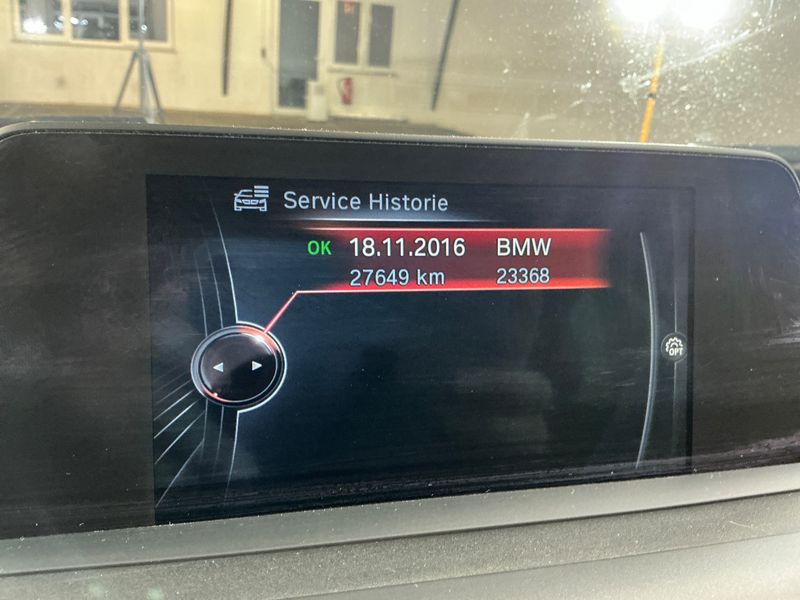 Service Historie
OK 18.11.2016 BMW
27649 km 23368
OPT